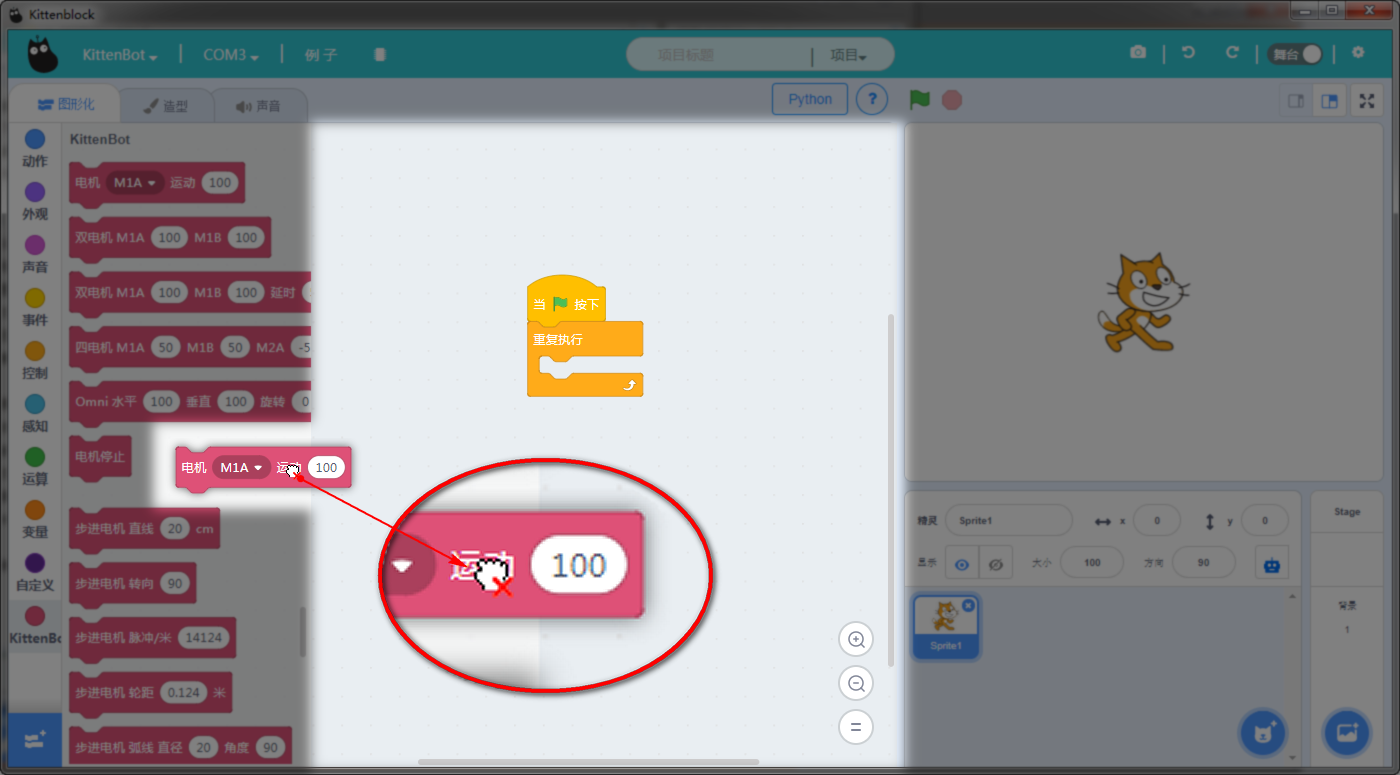 Kittenblock
KittenBot
COM3
例子
项目标题
项目
舞台
图形化
造型
声音
Python
?
动作
外观
声音
事件
控制
感知
运算
变量
自定义
KittenBo
KittenBot
电机 M1A 运动 100
双电机 M1A 100 M1B 100
双电机 M1A 100 M1B 100 延时
四电机 M1A 50 M1B 50 M2A -5
Omni 水平 100 垂直 100 旋转 0
电机停止
步进电机 直线 20 cm
步进电机 转向 90
步进电机 脉冲/米 14124
步进电机 轮距 0.124 米
步进电机 弧线 直径 20 角度 90
当 按下
重复执行
电机 M1A 运动 100
运动 100
精灵 Sprite1 x 0 y 0
显示 大小 100 方向 90
Sprite1
Stage
背景
1